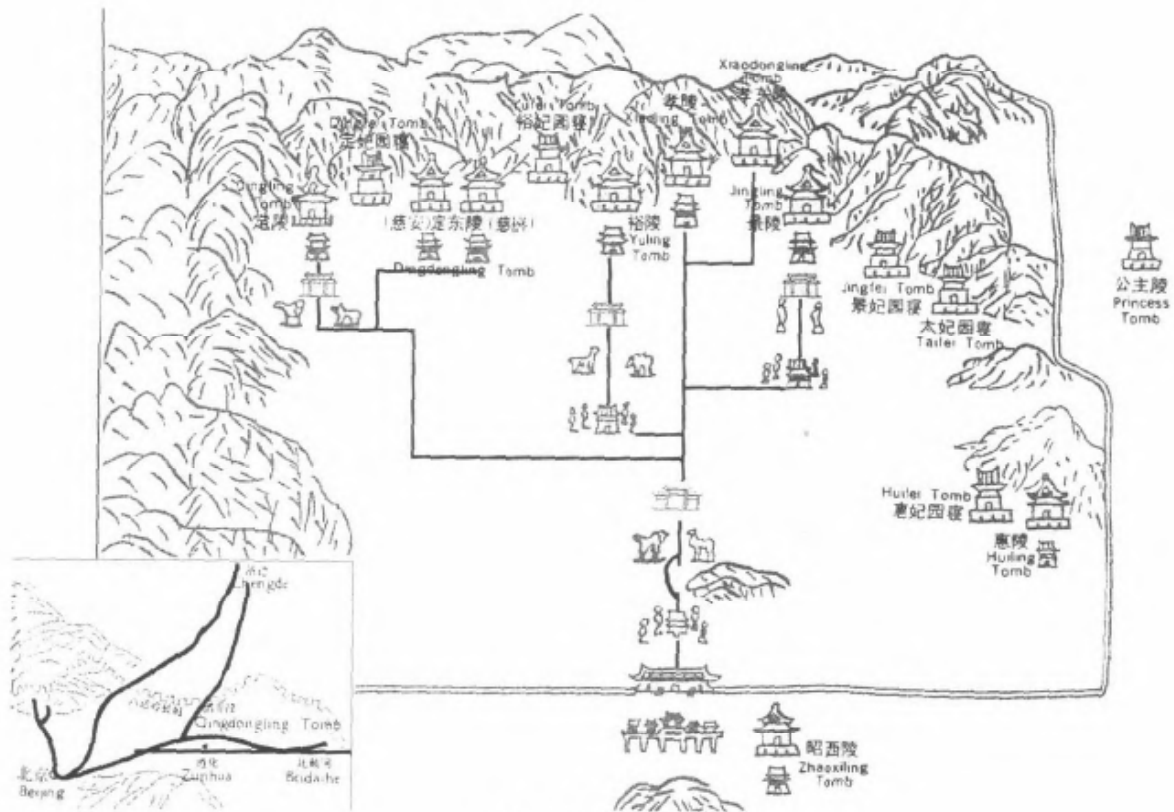 Xiaodongling
Tomb
孝东陵
孝陵
Xiaoling Tomb
Yufei Tomb
裕妃园寝
Dingfei Tomb
定妃园寝
Dingling
Tomb
定陵
(慈安)定东陵(慈禧)
Dingdongling Tomb
裕陵
Yuling
Tomb
Jingling
Tomb
景陵
Jingfei Tomb
景妃园寝
太妃园寝
Taifei Tomb
公主陵
Princess
Tomb
Huifei Tomb
惠妃园寝
惠陵
Huiling
Tomb
昭西陵
Zhaoxiling
Tomb
Chengde
Qingdongling Tomb
北京
Beijing
遵化
Zunhua
北戴河
Beidaihe